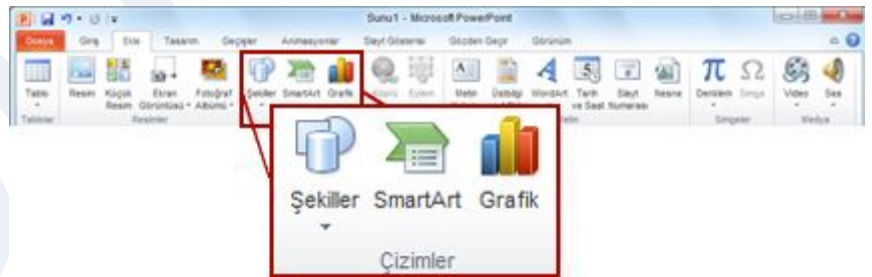 Sunu1 - Microsoft PowerPoint
Dosya Giriş Ekle Tasarım Geçişler Animasyonlar Slayt Gösterisi Gözden Geçir Görünüm
Tablo Resim Küçük Resim Ekran Görüntüsü Fotoğraf Albümü Şekiller SmartArt Grafik Köprü Eylem Metin Üstbilgi WordArt Tarih ve Saat Slayt Numarası Nesne Denklem Simge Video Ses
Tablolar Resimler Simgeler Medya
Şekiller SmartArt Grafik
Çizimler